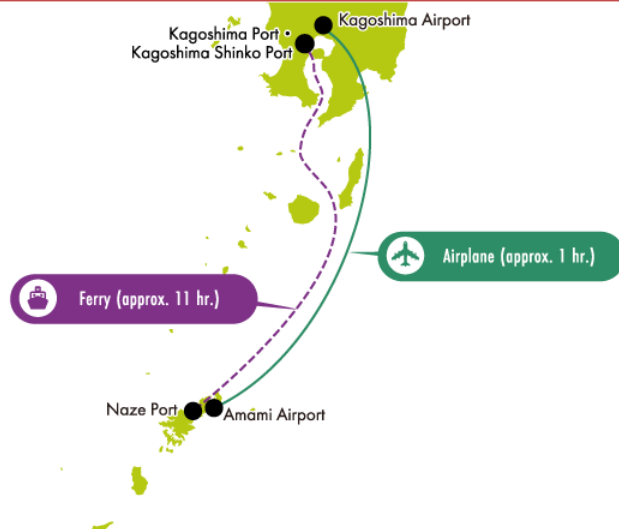 Kagoshima Airport
Kagoshima Port •
Kagoshima Shinko Port
Airplane (approx. 1 hr.)
Ferry (approx. 11 hr.)
Naze Port
Amami Airport